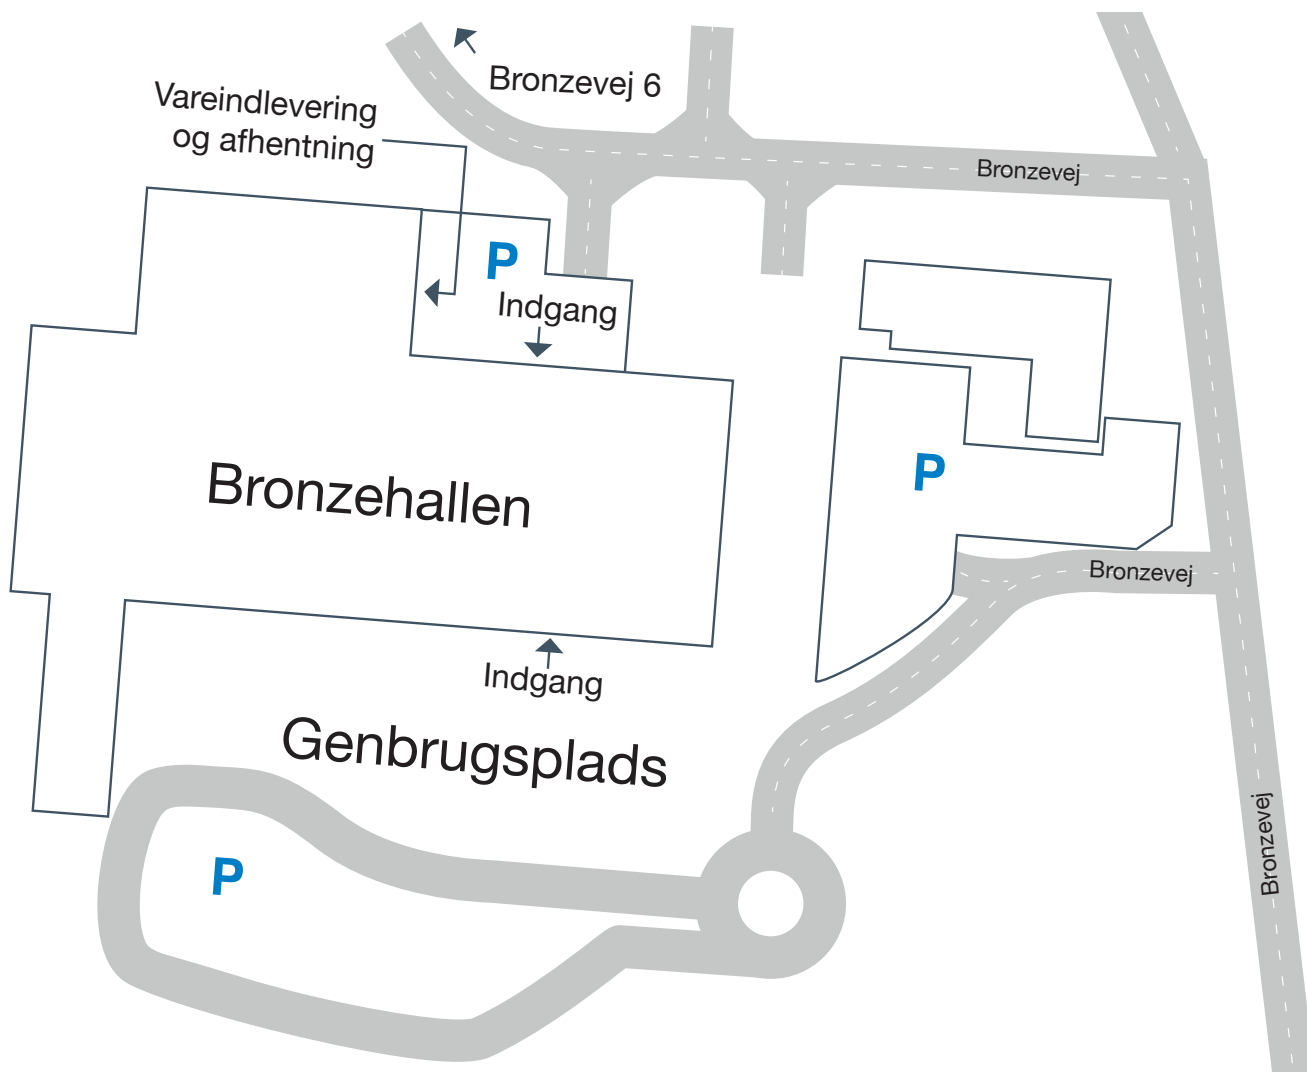 Bronzevej 6
Vareindlevering
og afhentning
Bronzevej
P
Indgang
P
Bronzehallen
Bronzevej
Indgang
Genbrugsplads
Bronzevej
P